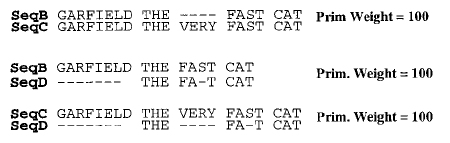 SeqB GARFIELD THE ---- FAST CAT Prim Weight = 100
SeqC GARFIELD THE VERY FAST CAT
SeqB GARFIELD THE FAST CAT Prim. Weight = 100
SeqD -------- THE FA-T CAT
SeqC GARFIELD THE VERY FAST CAT Prim. Weight = 100
SeqD -------- THE ---- FA-T CAT